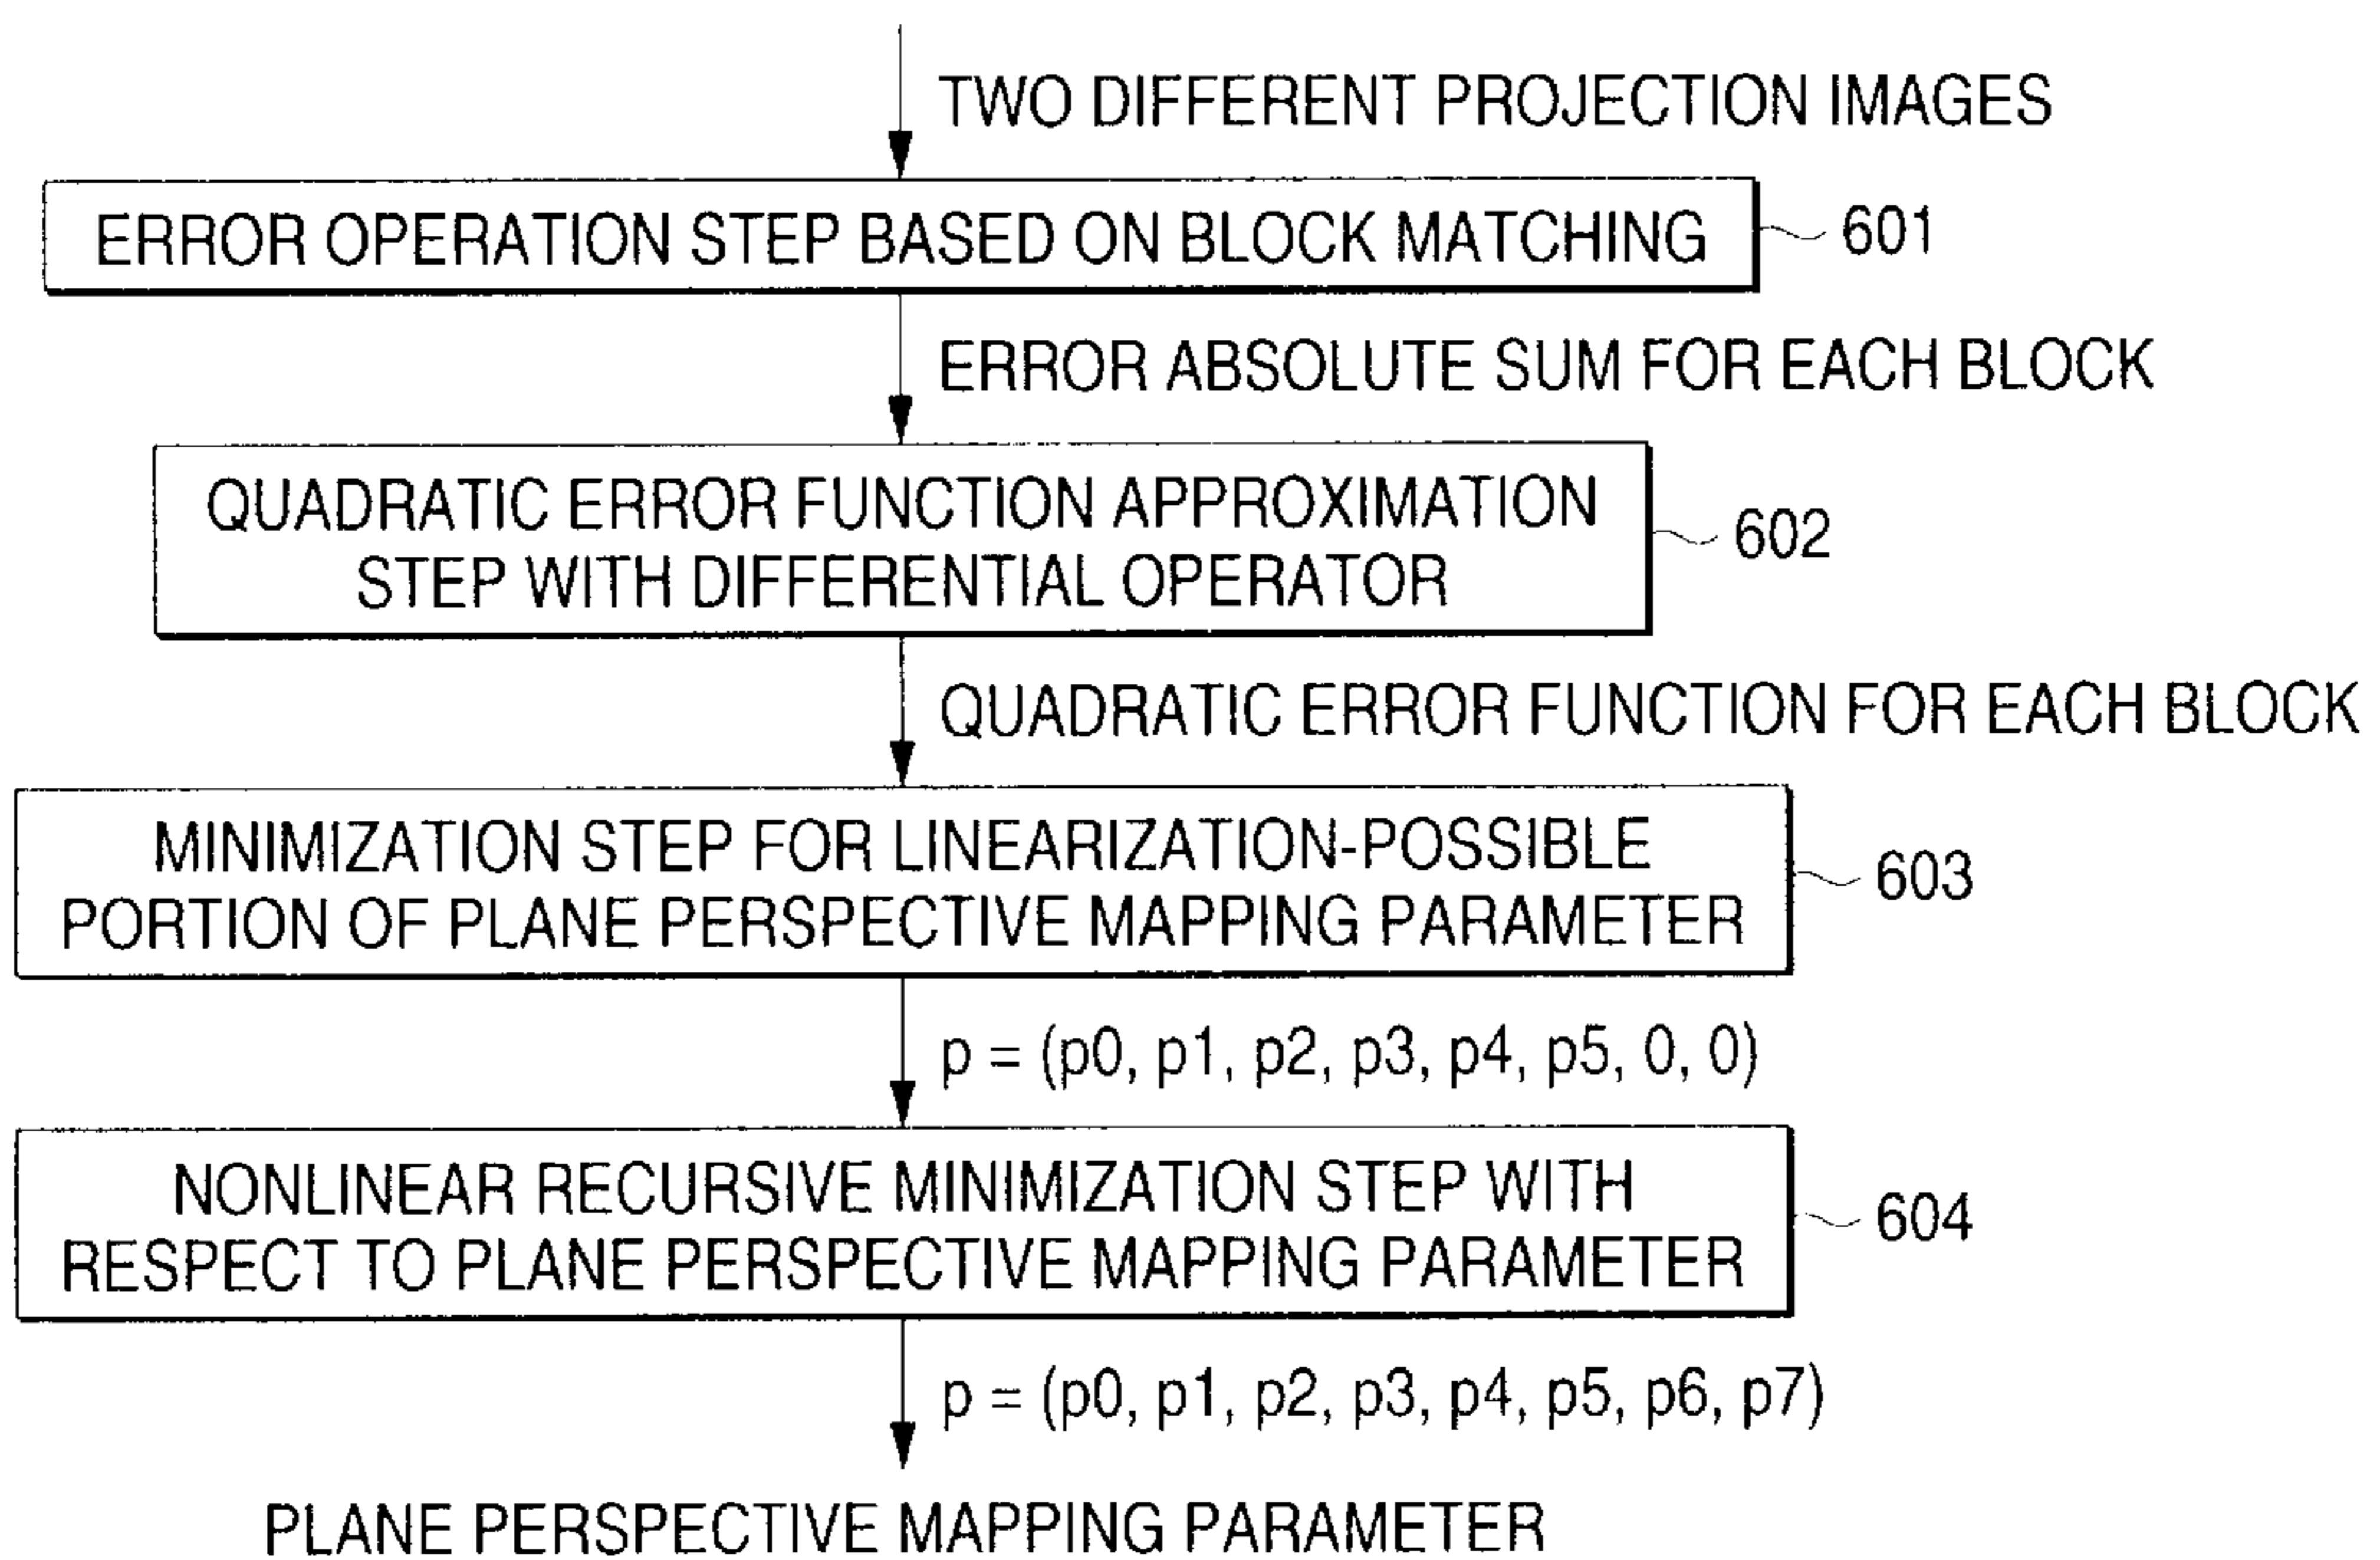 TWO DIFFERENT PROJECTION IMAGES
ERROR OPERATION STEP BASED ON BLOCK MATCHING
601
ERROR ABSOLUTE SUM FOR EACH BLOCK
QUADRATIC ERROR FUNCTION APPROXIMATION
STEP WITH DIFFERENTIAL OPERATOR
602
QUADRATIC ERROR FUNCTION FOR EACH BLOCK
MINIMIZATION STEP FOR LINEARIZATION-POSSIBLE
PORTION OF PLANE PERSPECTIVE MAPPING PARAMETER
603
p = (p0, p1, p2, p3, p4, p5, 0, 0)
NONLINEAR RECURSIVE MINIMIZATION STEP WITH
RESPECT TO PLANE PERSPECTIVE MAPPING PARAMETER
604
p = (p0, p1, p2, p3, p4, p5, p6, p7)
PLANE PERSPECTIVE MAPPING PARAMETER